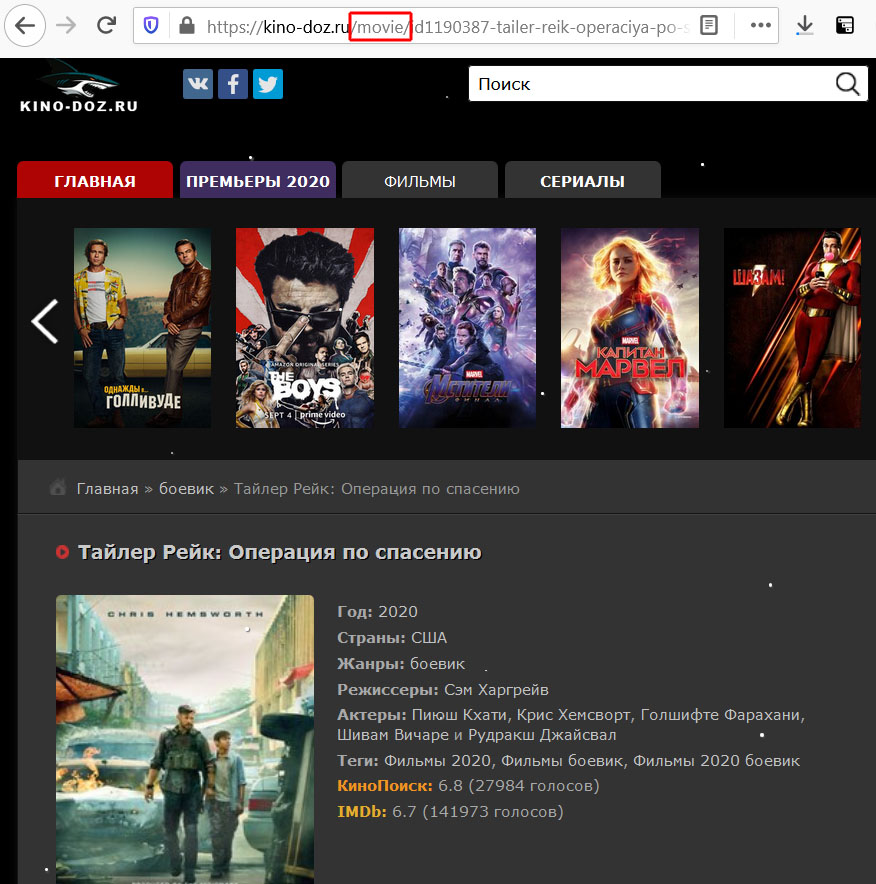 https://kino-doz.ru/movie/id1190387-tailer-reik-operaciya-po-s
KINO-DOZ.RU
Поиск
ГЛАВНАЯ
ПРЕМЬЕРЫ 2020
ФИЛЬМЫ
СЕРИАЛЫ
ОДНАЖДЫ В...
ГОЛЛИВУДЕ
AMAZON ORIGINAL SERIES
THE BOYS
SEPT 4 | prime video
MARVEL
МСТИТЕЛИ
ФИНАЛ
MARVEL
КАПИТАН
МАРВЕЛ
ШАЗАМ!
Главная » боевик » Тайлер Рейк: Операция по спасению
Тайлер Рейк: Операция по спасению
CHRIS HEMSWORTH
Год: 2020
Страны: США
Жанры: боевик
Режиссеры: Сэм Харгрейв
Актеры: Пиюш Кхати, Крис Хемсворт, Голшифте Фарахани,
Шивам Вичаре и Рудракш Джайсвал
Теги: Фильмы 2020, Фильмы боевик, Фильмы 2020 боевик
КиноПоиск: 6.8 (27984 голосов)
IMDb: 6.7 (141973 голосов)